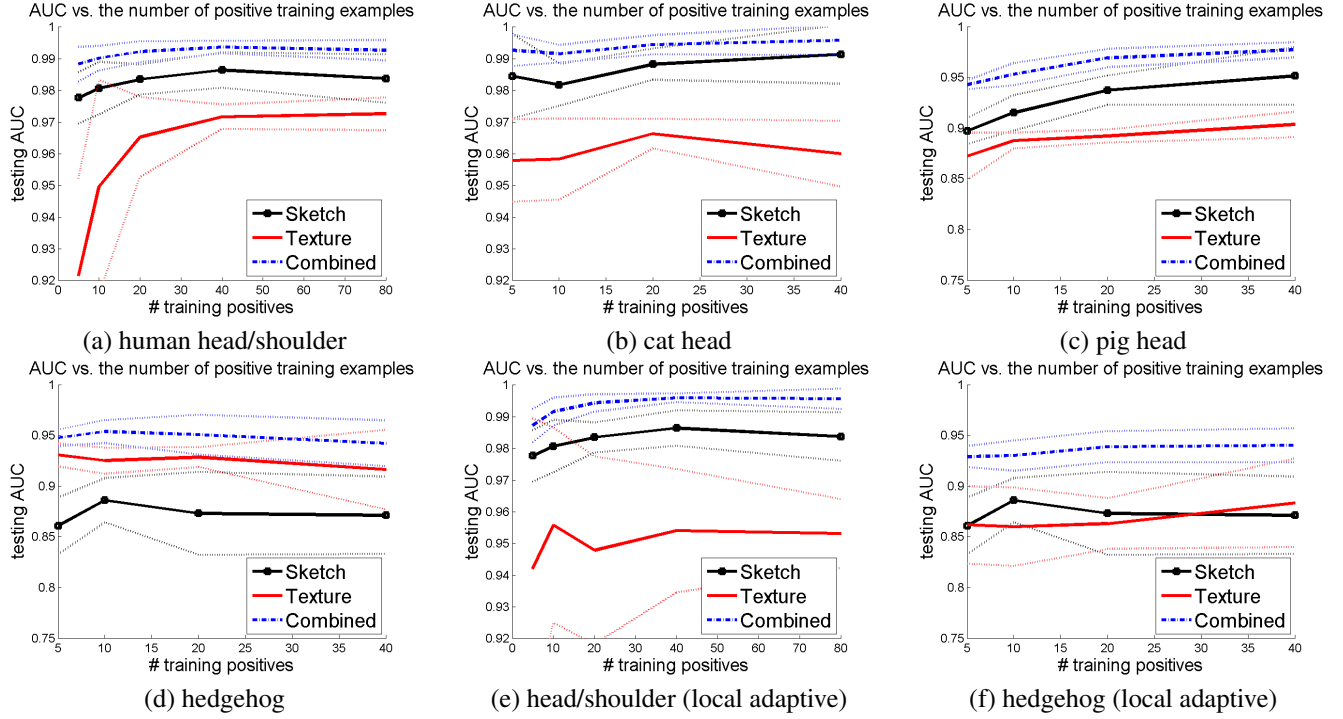 AUC vs. the number of positive training examples
testing AUC
1
0.99
0.98
0.97
0.96
0.95
0.94
0.93
0.92
0 10 20 30 40 50 60 70 80
# training positives
Sketch
Texture
Combined
(a) human head/shoulder
AUC vs. the number of positive training examples
testing AUC
1
0.99
0.98
0.97
0.96
0.95
0.94
0.93
0.92
5 10 15 20 25 30 35 40
# training positives
Sketch
Texture
Combined
(b) cat head
AUC vs. the number of positive training examples
testing AUC
1
0.95
0.9
0.85
0.8
0.75
5 10 15 20 25 30 35 40
# training positives
Sketch
Texture
Combined
(c) pig head
AUC vs. the number of positive training examples
testing AUC
1
0.95
0.9
0.85
0.8
0.75
5 10 15 20 25 30 35 40
# training positives
Sketch
Texture
Combined
(d) hedgehog
AUC vs. the number of positive training examples
testing AUC
1
0.99
0.98
0.97
0.96
0.95
0.94
0.93
0.92
0 10 20 30 40 50 60 70 80
# training positives
Sketch
Texture
Combined
(e) head/shoulder (local adaptive)
AUC vs. the number of positive training examples
testing AUC
1
0.95
0.9
0.85
0.8
0.75
5 10 15 20 25 30 35 40
# training positives
Sketch
Texture
Combined
(f) hedgehog (local adaptive)